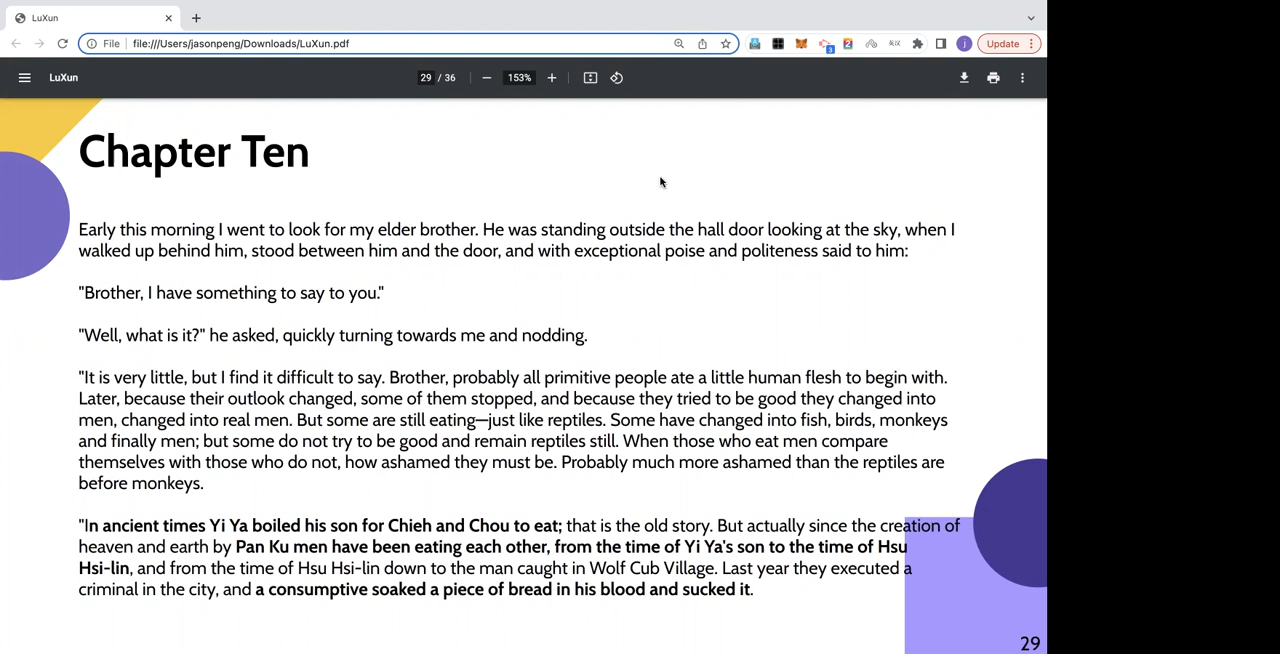 LuXun
File
file:///Users/jasonpeng/Downloads/LuXun.pdf
3
2
j
Update
LuXun
29 / 36
153%
Chapter Ten
Early this morning I went to look for my elder brother. He was standing outside the hall door looking at the sky, when I
walked up behind him, stood between him and the door, and with exceptional poise and politeness said to him:
"Brother, I have something to say to you."
"Well, what is it?" he asked, quickly turning towards me and nodding.
"It is very little, but I find it difficult to say. Brother, probably all primitive people ate a little human flesh to begin with.
Later, because their outlook changed, some of them stopped, and because they tried to be good they changed into
men, changed into real men. But some are still eating—just like reptiles. Some have changed into fish, birds, monkeys
and finally men; but some do not try to be good and remain reptiles still. When those who eat men compare
themselves with those who do not, how ashamed they must be. Probably much more ashamed than the reptiles are
before monkeys.
"In ancient times Yi Ya boiled his son for Chieh and Chou to eat; that is the old story. But actually since the creation of
heaven and earth by Pan Ku men have been eating each other, from the time of Yi Ya's son to the time of Hsu
Hsi-lin, and from the time of Hsu Hsi-lin down to the man caught in Wolf Cub Village. Last year they executed a
criminal in the city, and a consumptive soaked a piece of bread in his blood and sucked it.
29